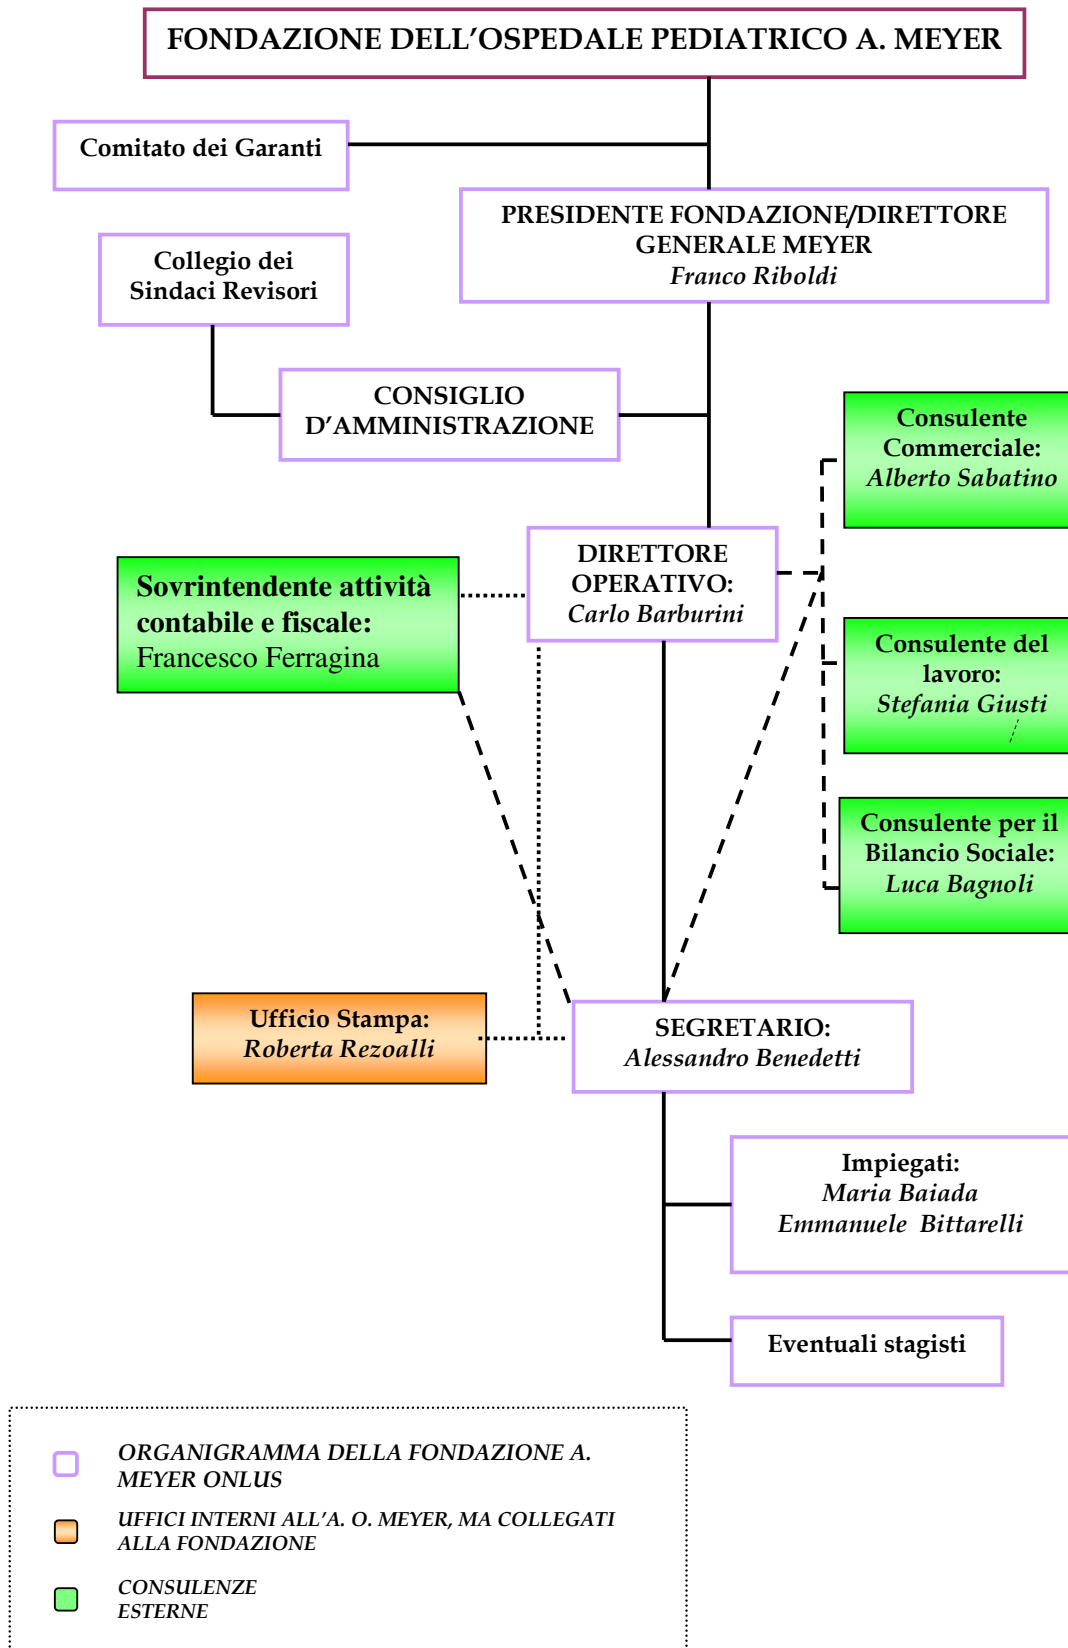 FONDAZIONE DELL'OSPEDALE PEDIATRICO A. MEYER
Comitato dei Garanti
PRESIDENTE FONDAZIONE/DIRETTORE
GENERALE MEYER
Franco Riboldi
Collegio dei
Sindaci Revisori
CONSIGLIO
D'AMMINISTRAZIONE
Consulente
Commerciale:
Alberto Sabatino
DIRETTORE
OPERATIVO:
Carlo Barburini
Sovrintendente attività
contabile e fiscale:
Francesco Ferragina
Consulente del
lavoro:
Stefania Giusti
Consulente per il
Bilancio Sociale:
Luca Bagnoli
Ufficio Stampa:
Roberta Rezoalli
SEGRETARIO:
Alessandro Benedetti
Impiegati:
Maria Baiada
Emmanuele Bittarelli
Eventuali stagisti
ORGANIGRAMMA DELLA FONDAZIONE A.
MEYER ONLUS
UFFICI INTERNI ALL'A. O. MEYER, MA COLLEGATI
ALLA FONDAZIONE
CONSULENZE
ESTERNE